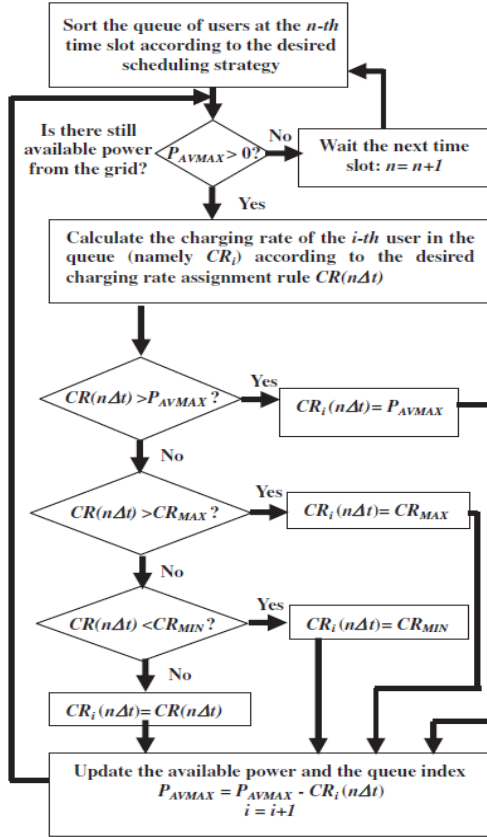 Sort the queue of users at the n-th
time slot according to the desired
scheduling strategy
Is there still
available power
from the grid?
P_AVMAX > 0?
No
Wait the next time
slot: n= n+1
Yes
Calculate the charging rate of the i-th user in the
queue (namely CR_i) according to the desired
charging rate assignment rule CR(nΔt)
CR(nΔt) >P_AVMAX ?
Yes
CR_i (nΔt)= P_AVMAX
No
CR(nΔt) >CR_MAX ?
Yes
CR_i (nΔt)= CR_MAX
No
CR(nΔt) <CR_MIN?
Yes
CR_i (nΔt)= CR_MIN
No
CR_i (nΔt)= CR(nΔt)
Update the available power and the queue index
P_AVMAX = P_AVMAX - CR_i (nΔt)
i = i+1